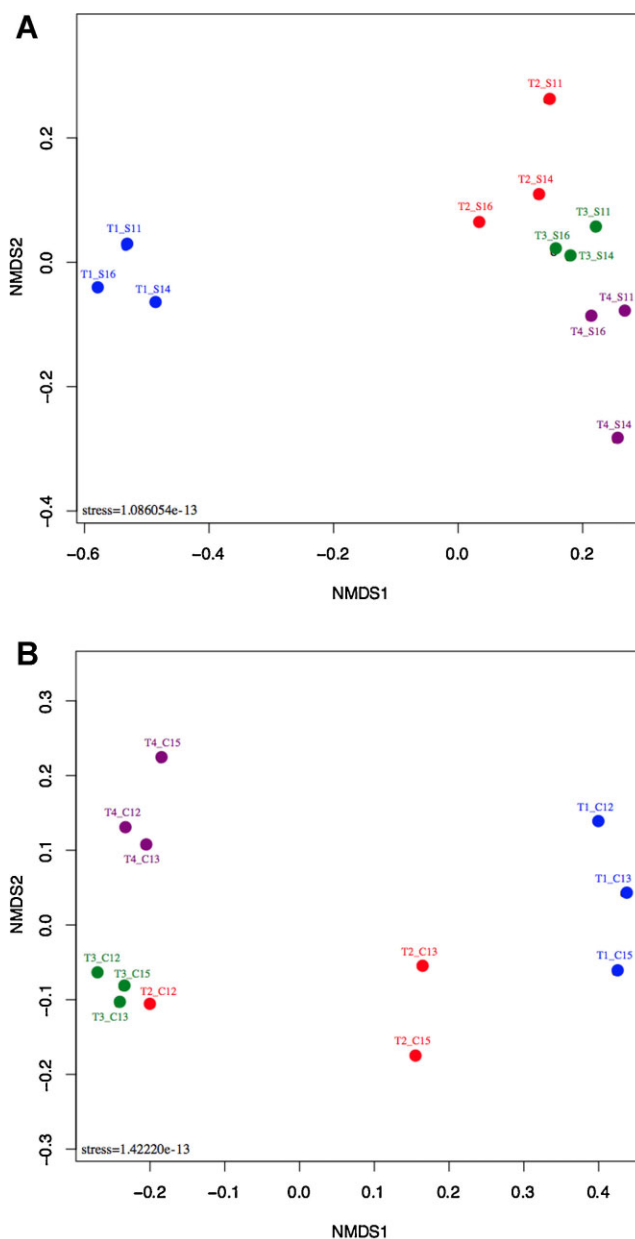 A
T2_S11
T2_S14
T2_S16
T3_S11
T1_S11
T3_S16
T3_S14
T1_S16
T1_S14
T4_S11
T4_S16
T4_S14
NMDS2
0.2
0.0
−0.2
−0.4
stress=1.086054e-13
−0.6 −0.4 −0.2 0.0 0.2
NMDS1
B
T4_C15
T4_C12
T1_C12
T4_C13
T1_C13
T2_C13
T3_C12
T3_C15
T1_C15
T2_C12
T3_C13
T2_C15
NMDS2
0.3
0.2
0.1
0.0
−0.1
−0.2
−0.3
stress=1.42220e-13
−0.2 −0.1 0.0 0.1 0.2 0.3 0.4
NMDS1